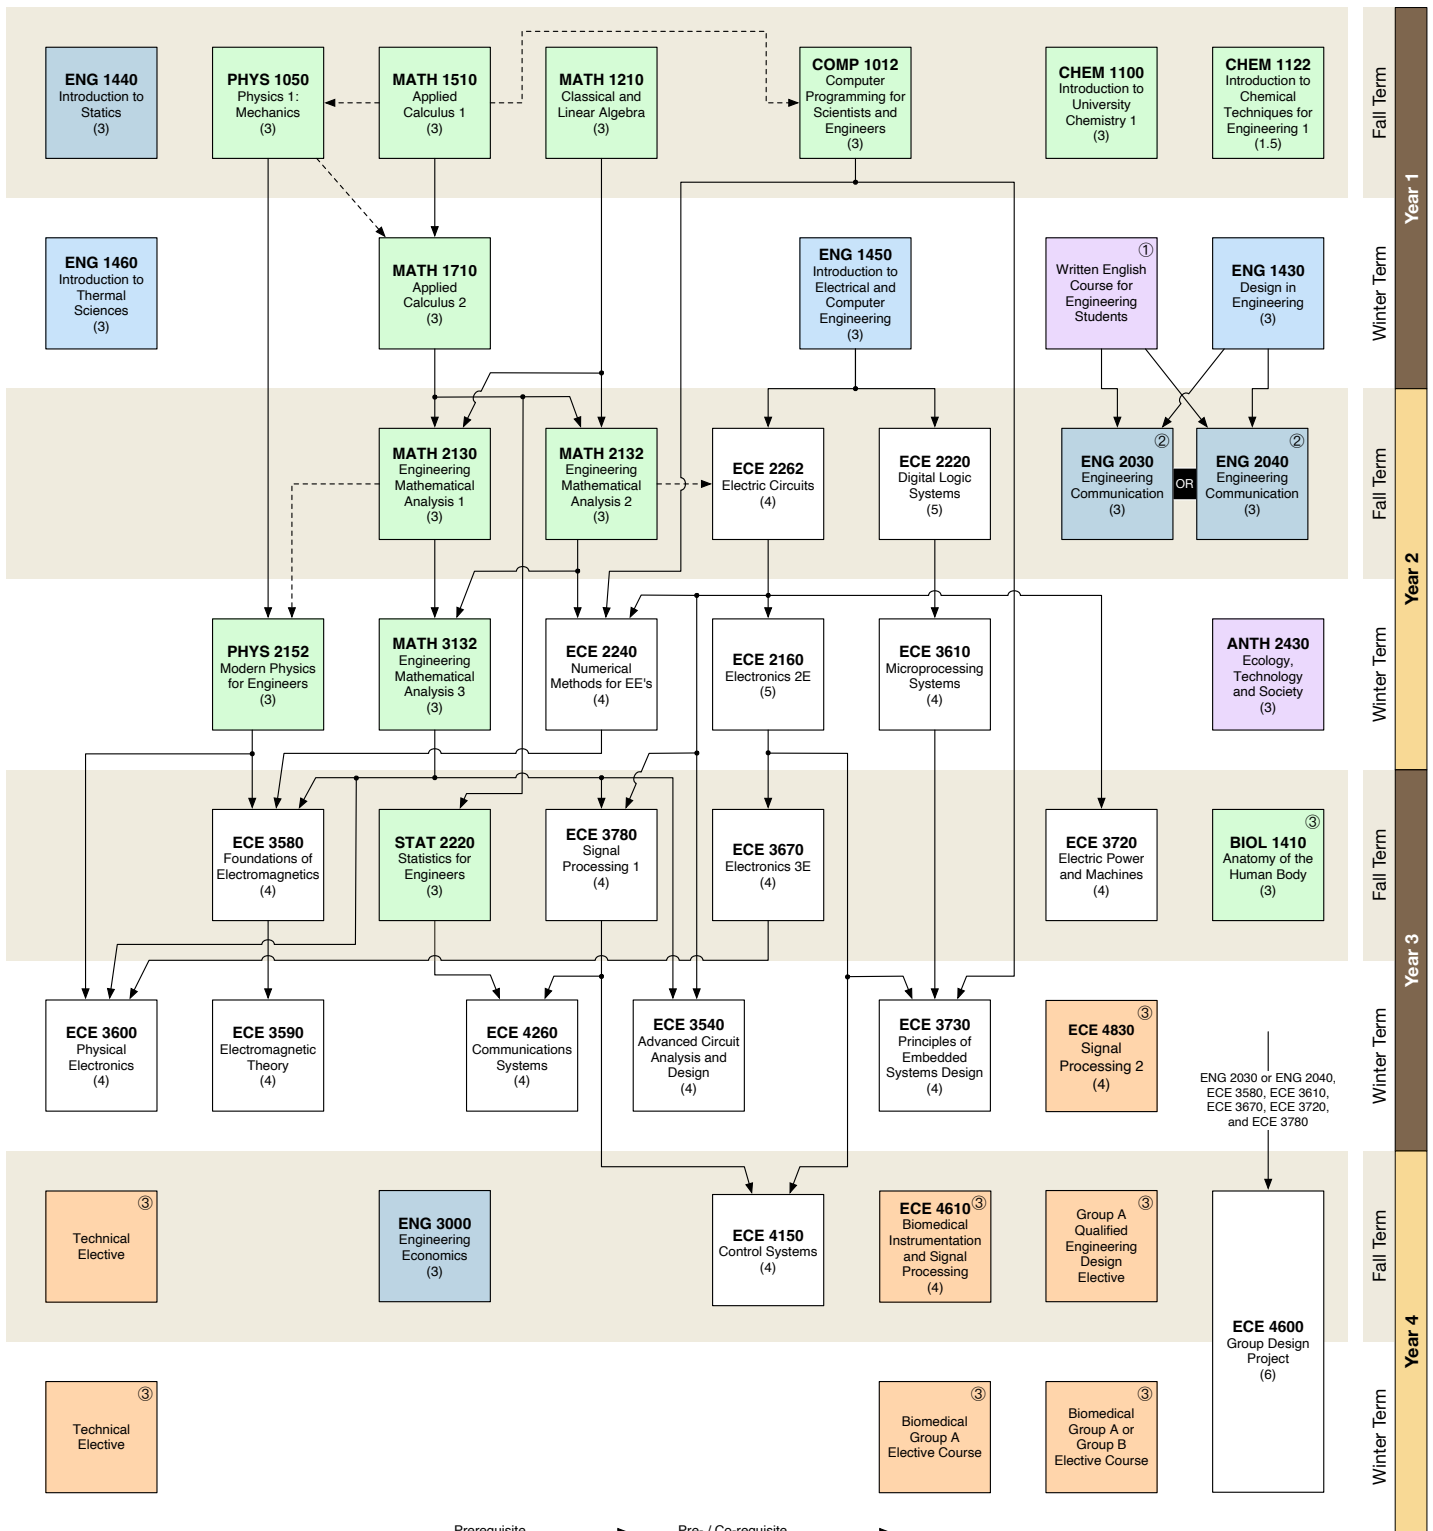 ENG 1440
Introduction to
Statics
(3)
PHYS 1050
Physics 1:
Mechanics
(3)
MATH 1510
Applied
Calculus 1
(3)
MATH 1210
Classical and
Linear Algebra
(3)
COMP 1012
Computer
Programming for
Scientists and
Engineers
(3)
CHEM 1100
Introduction to
University
Chemistry 1
(3)
CHEM 1122
Introduction to
Chemical
Techniques for
Engineering 1
(1.5)
Fall Term
Year 1
ENG 1460
Introduction to
Thermal
Sciences
(3)
MATH 1710
Applied
Calculus 2
(3)
ENG 1450
Introduction to
Electrical and
Computer
Engineering
(3)
①
Written English
Course for
Engineering
Students
ENG 1430
Design in
Engineering
(3)
Winter Term
MATH 2130
Engineering
Mathematical
Analysis 1
(3)
MATH 2132
Engineering
Mathematical
Analysis 2
(3)
ECE 2262
Electric Circuits
(4)
ECE 2220
Digital Logic
Systems
(5)
②
ENG 2030
Engineering
Communication
(3)
OR
②
ENG 2040
Engineering
Communication
(3)
Fall Term
Year 2
PHYS 2152
Modern Physics
for Engineers
(3)
MATH 3132
Engineering
Mathematical
Analysis 3
(3)
ECE 2240
Numerical
Methods for EE's
(4)
ECE 2160
Electronics 2E
(5)
ECE 3610
Microprocessing
Systems
(4)
ANTH 2430
Ecology,
Technology
and Society
(3)
Winter Term
ECE 3580
Foundations of
Electromagnetics
(4)
STAT 2220
Statistics for
Engineers
(3)
ECE 3780
Signal
Processing 1
(4)
ECE 3670
Electronics 3E
(4)
ECE 3720
Electric Power
and Machines
(4)
③
BIOL 1410
Anatomy of the
Human Body
(3)
Fall Term
Year 3
ECE 3600
Physical
Electronics
(4)
ECE 3590
Electromagnetic
Theory
(4)
ECE 4260
Communications
Systems
(4)
ECE 3540
Advanced Circuit
Analysis and
Design
(4)
ECE 3730
Principles of
Embedded
Systems Design
(4)
③
ECE 4830
Signal
Processing 2
(4)
ENG 2030 or ENG 2040,
ECE 3580, ECE 3610,
ECE 3670, ECE 3720,
and ECE 3780
Winter Term
③
Technical
Elective
ENG 3000
Engineering
Economics
(3)
ECE 4150
Control Systems
(4)
ECE 4610 ③
Biomedical
Instrumentation
and Signal
Processing
(4)
③
Group A
Qualified
Engineering
Design
Elective
ECE 4600
Group Design
Project
(6)
Fall Term
Year 4
③
Technical
Elective
③
Biomedical
Group A
Elective Course
③
Biomedical
Group A or
Group B
Elective Course
Winter Term
Prerequisite
Pre- / Co-requisite